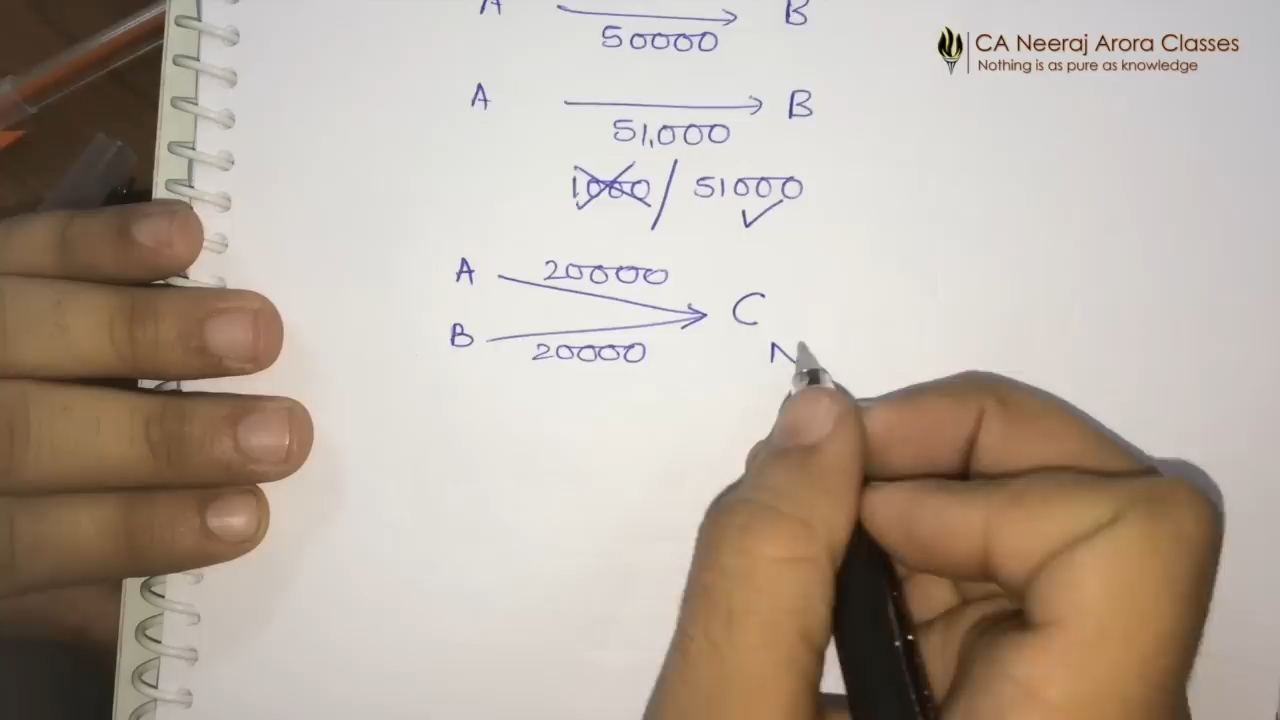 A → B
50000
CA Neeraj Arora Classes
Nothing is as pure as knowledge
A → B
51,000
1000 / 51000 ✓
A 20000
C
B 20000
N